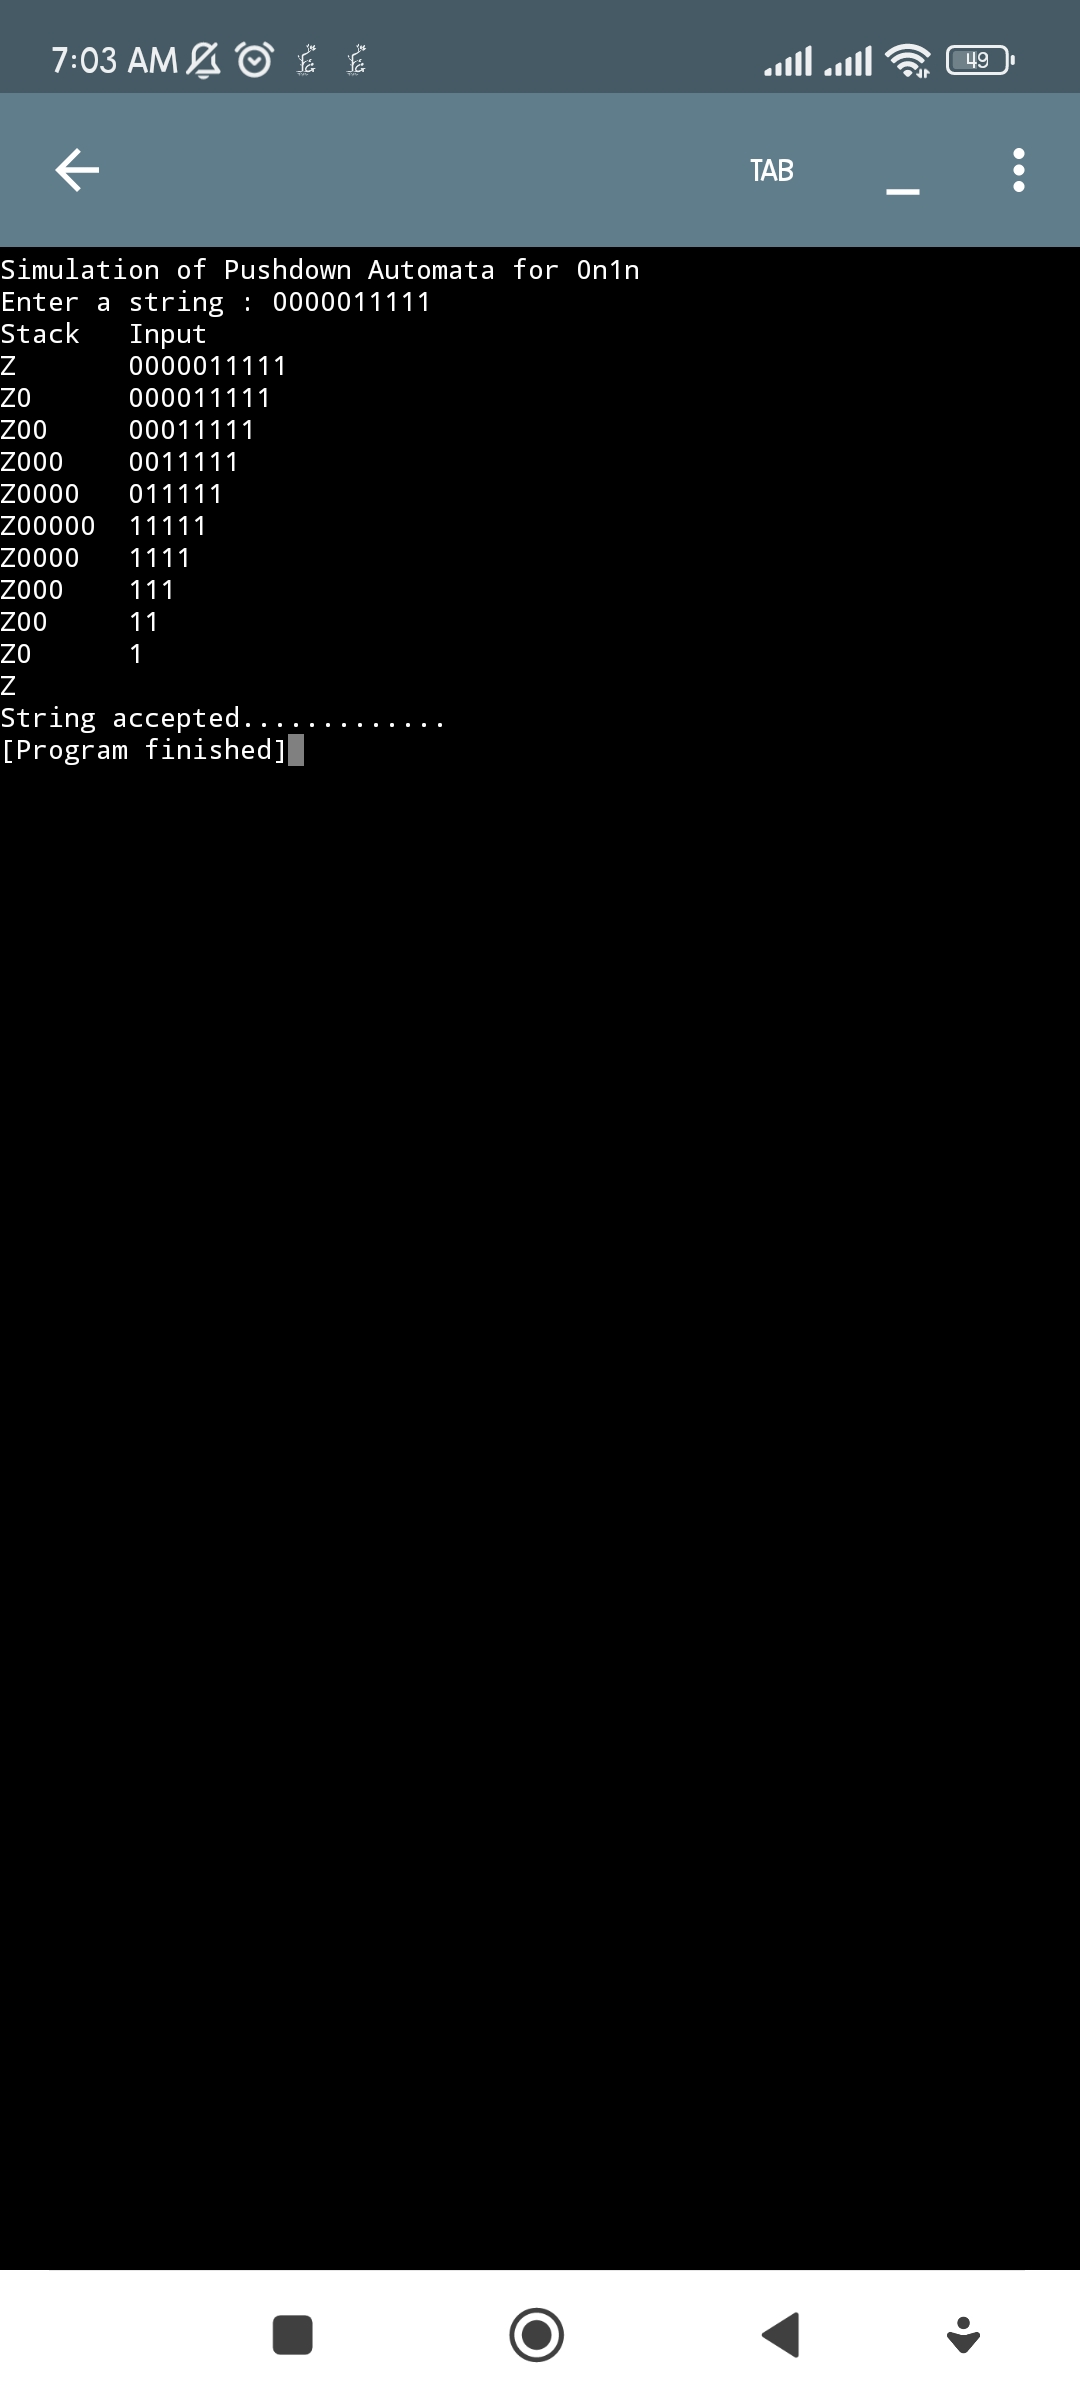 7:03 AM 49
TAB
Simulation of Pushdown Automata for 0n1n
Enter a string : 0000011111
Stack   Input
Z       0000011111
Z0      000011111
Z00     00011111
Z000    0011111
Z0000   011111
Z00000  11111
Z0000   1111
Z000    111
Z00     11
Z0      1
Z
String accepted.............
[Program finished]